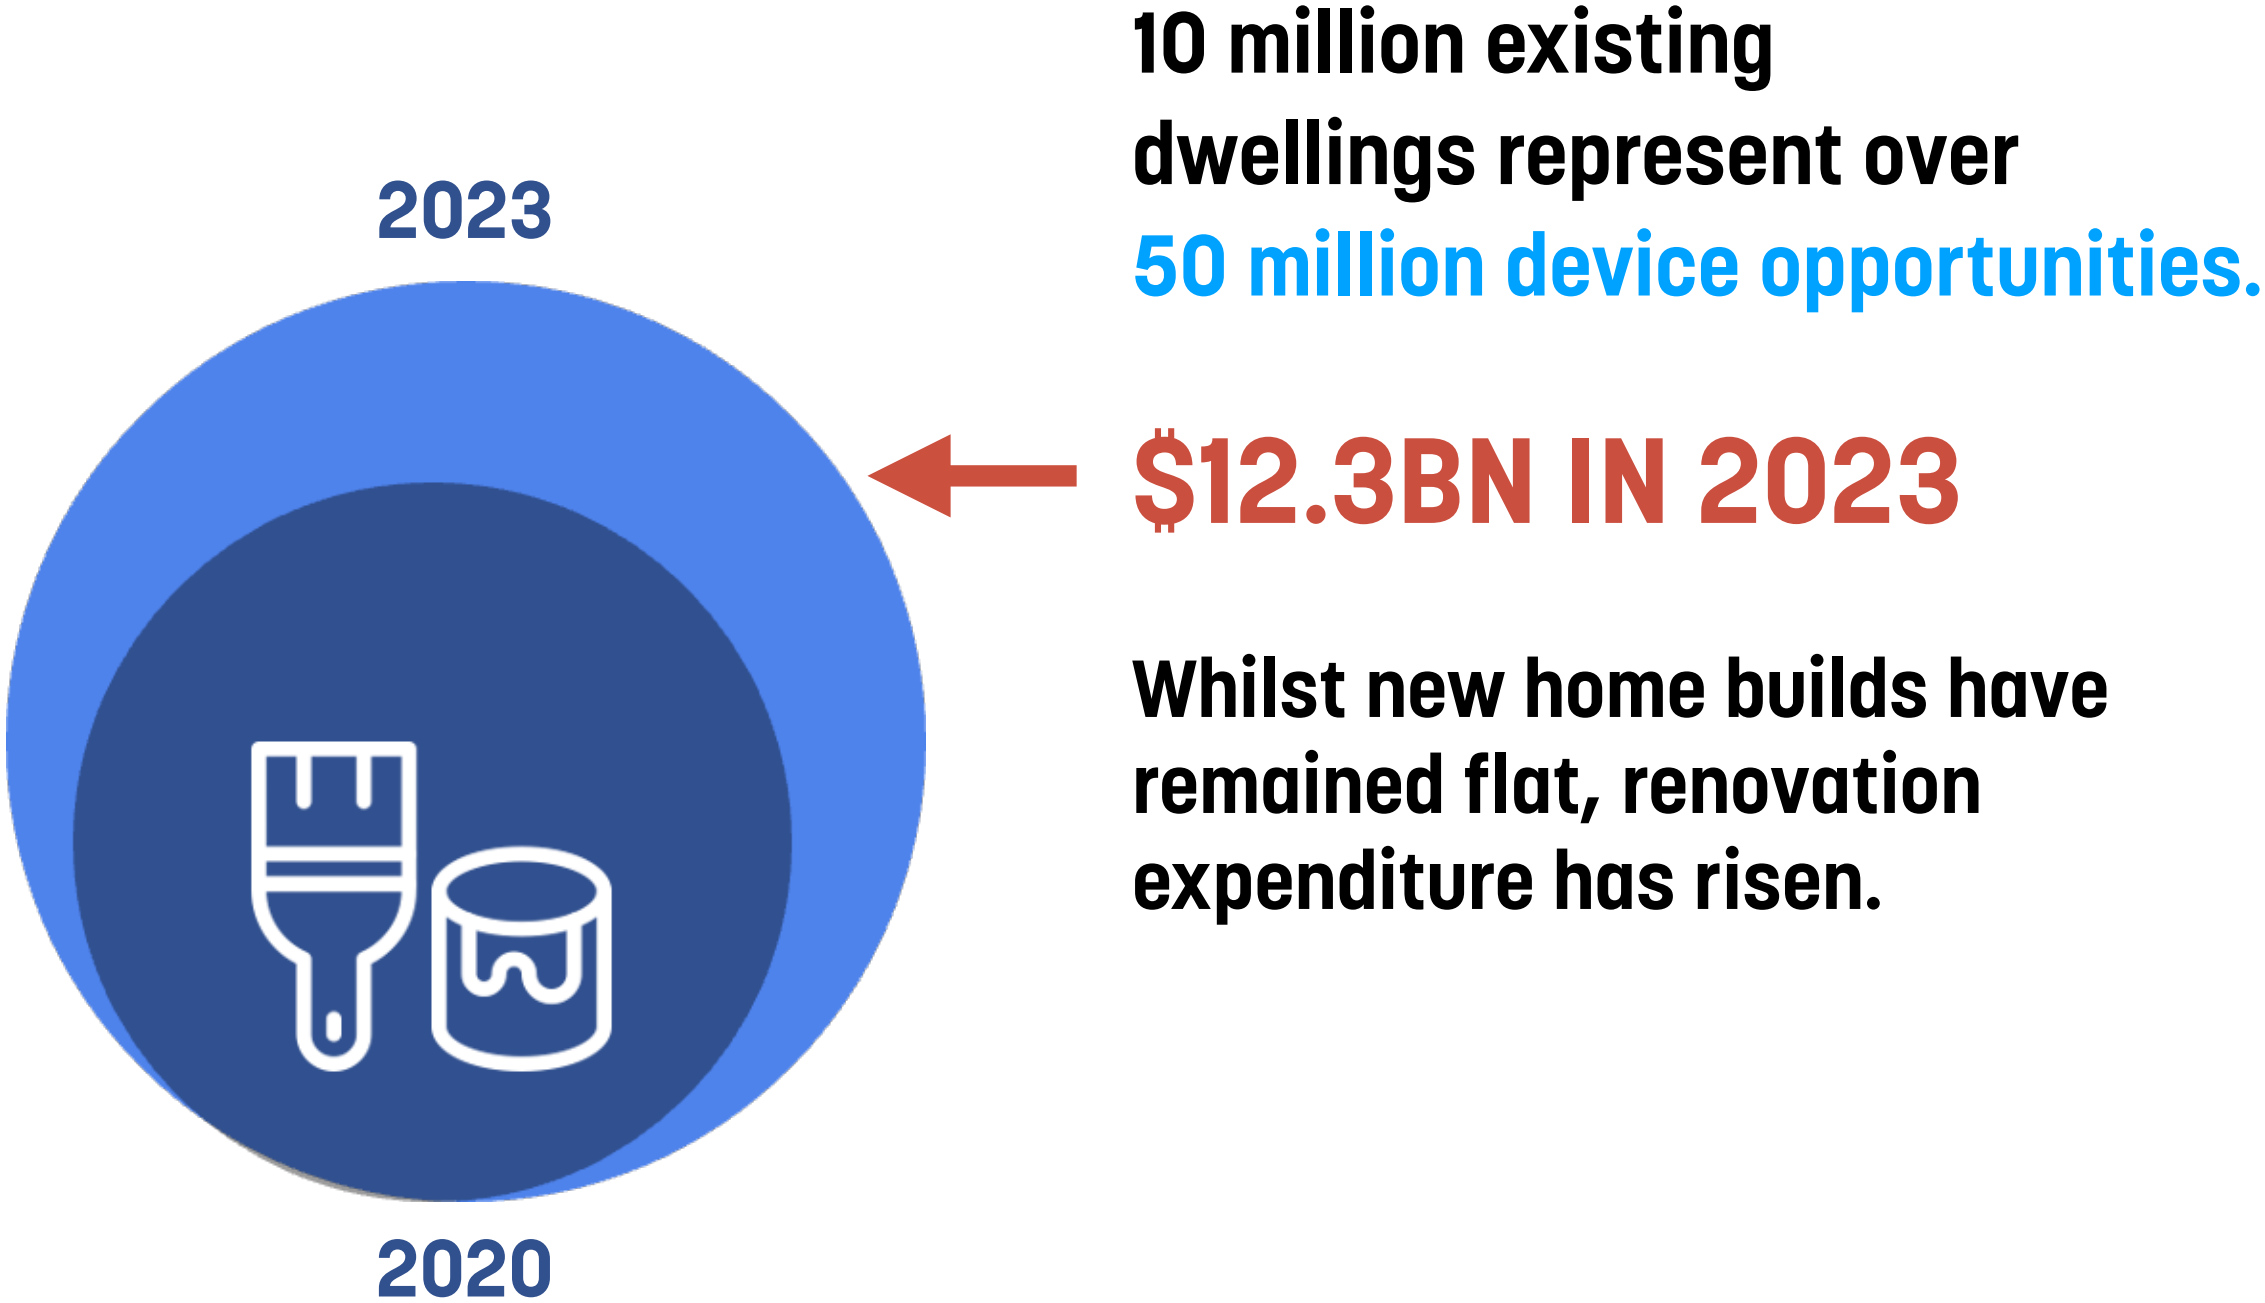 10 million existing
dwellings represent over
50 million device opportunities.
2023
$12.3BN IN 2023
Whilst new home builds have
remained flat, renovation
expenditure has risen.
2020